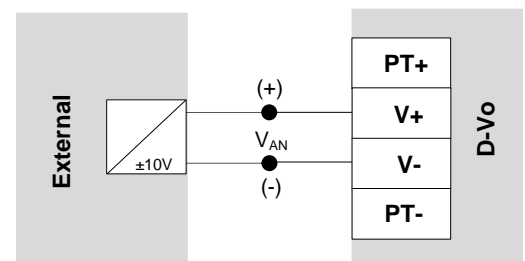 External
±10V
(+)
V_AN
(-)
PT+
V+
V-
PT-
D-Vo